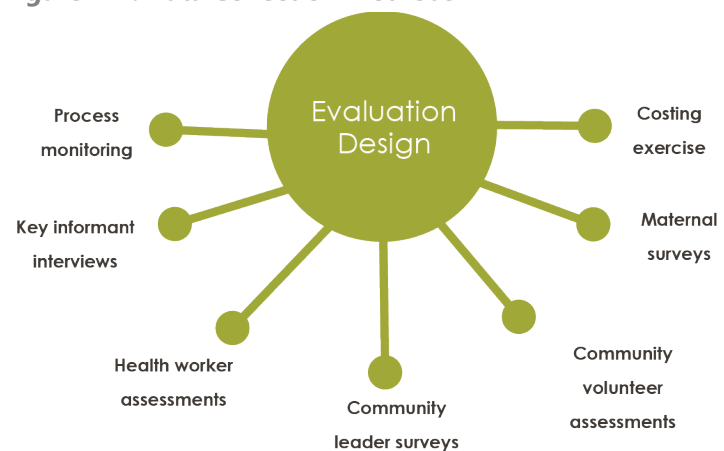 Evaluation
Design
Process
monitoring
Key informant
interviews
Health worker
assessments
Community
leader surveys
Community
volunteer
assessments
Maternal
surveys
Costing
exercise